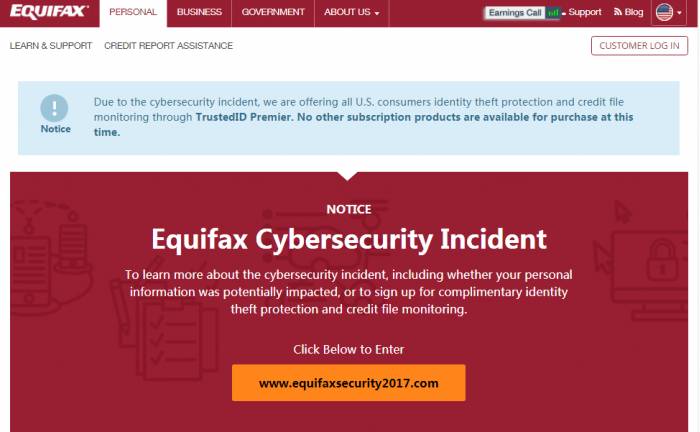 EQUIFAX PERSONAL BUSINESS GOVERNMENT ABOUT US Earnings Call Support Blog
LEARN & SUPPORT CREDIT REPORT ASSISTANCE CUSTOMER LOG IN
Due to the cybersecurity incident, we are offering all U.S. consumers identity theft protection and credit file
monitoring through TrustedID Premier. No other subscription products are available for purchase at this
time.
Notice
NOTICE
Equifax Cybersecurity Incident
To learn more about the cybersecurity incident, including whether your personal
information was potentially impacted, or to sign up for complimentary identity
theft protection and credit file monitoring.
Click Below to Enter
www.equifaxsecurity2017.com